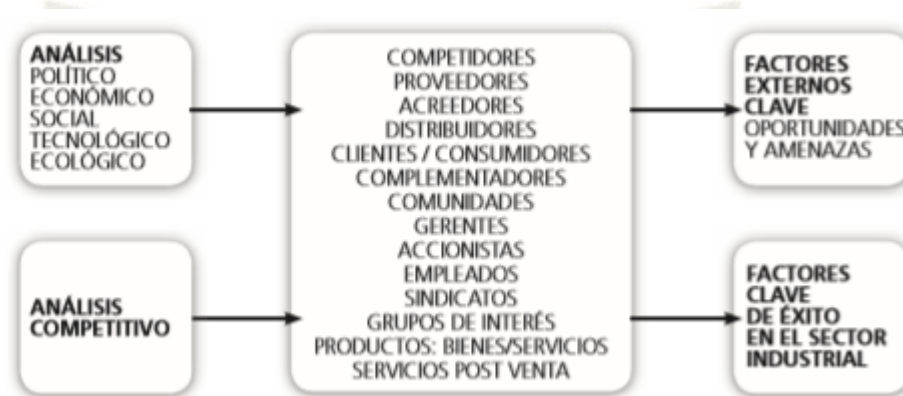 ANÁLISIS
POLÍTICO
ECONÓMICO
SOCIAL
TECNOLÓGICO
ECOLÓGICO
ANÁLISIS
COMPETITIVO
COMPETIDORES
PROVEEDORES
ACREEDORES
DISTRIBUIDORES
CLIENTES / CONSUMIDORES
COMPLEMENTADORES
COMUNIDADES
GERENTES
ACCIONISTAS
EMPLEADOS
SINDICATOS
GRUPOS DE INTERÉS
PRODUCTOS: BIENES/SERVICIOS
SERVICIOS POST VENTA
FACTORES
EXTERNOS
CLAVE
OPORTUNIDADES
Y AMENAZAS
FACTORES
CLAVE
DE ÉXITO
EN EL SECTOR
INDUSTRIAL